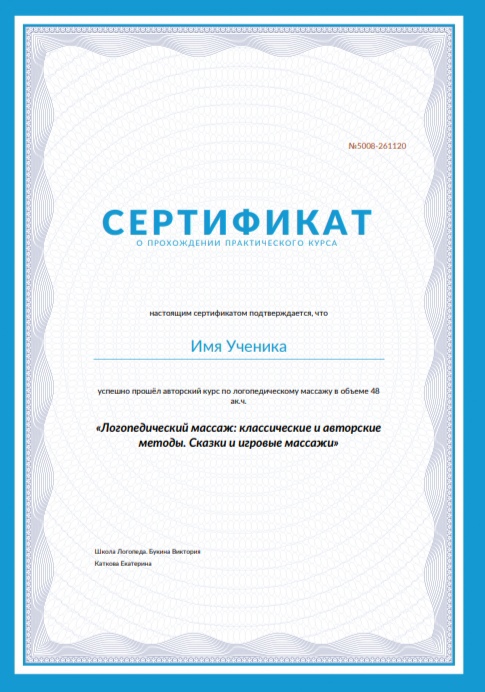 №5008-261120
СЕРТИФИКАТ
О ПРОХОЖДЕНИИ ПРАКТИЧЕСКОГО КУРСА
настоящим сертификатом подтверждается, что
Имя Ученика
успешно прошёл авторский курс по логопедическому массажу в объеме 48
ак.ч.
«Логопедический массаж: классические и авторские
методы. Сказки и игровые массажи»
Школа Логопеда. Букина Виктория
Каткова Екатерина